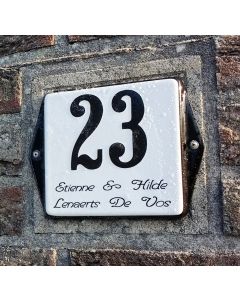 23
Etienne & Hilde
Lenaerts De Vos